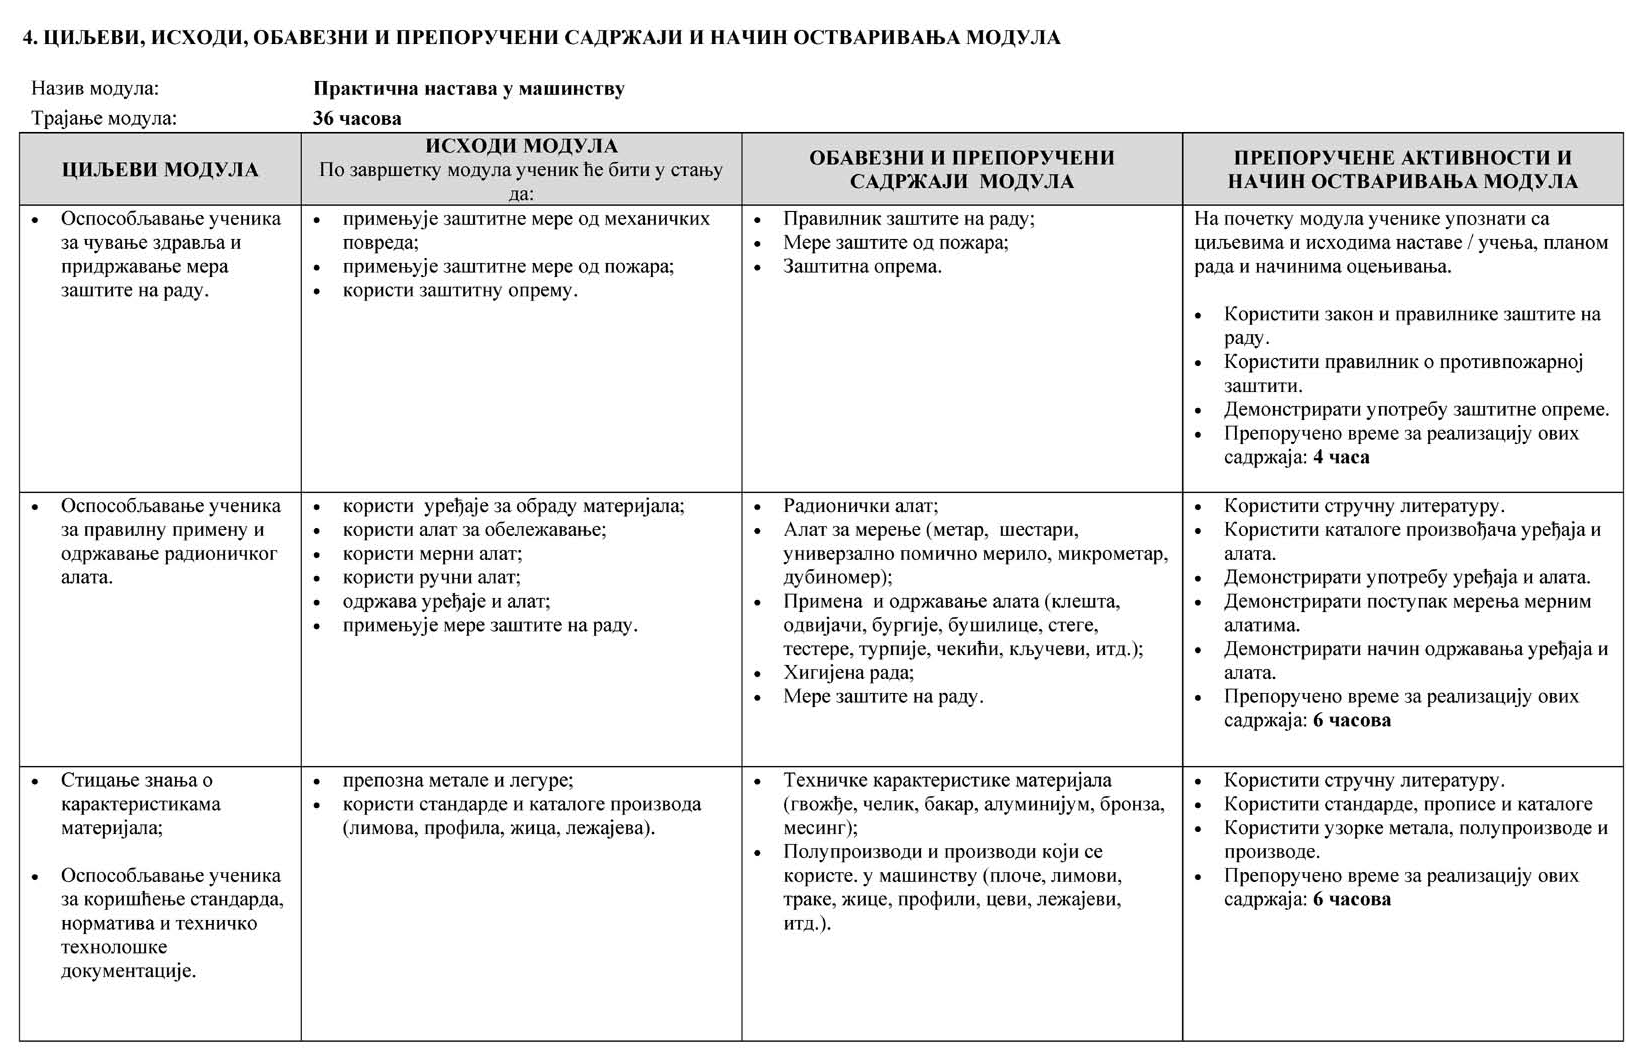 4. ЦИЉЕВИ, ИСХОДИ, ОБАВЕЗНИ И ПРЕПОРУЧЕНИ САДРЖАЈИ И НАЧИН ОСТВАРИВАЊА МОДУЛА
Назив модула: Практична настава у машинству
Трајање модула: 36 часова
ЦИЉЕВИ МОДУЛА
ИСХОДИ МОДУЛА
По завршетку модула ученик ће бити у стању
да:
ОБАВЕЗНИ И ПРЕПОРУЧЕНИ
САДРЖАЈИ МОДУЛА
ПРЕПОРУЧЕНЕ АКТИВНОСТИ И
НАЧИН ОСТВАРИВАЊА МОДУЛА
• Оспособљавање ученика
за чување здравља и
придржавање мера
заштите на раду.
• примењује заштитне мере од механичких
повреда;
• примењује заштитне мере од пожара;
• користи заштитну опрему.
• Правилник заштите на раду;
• Мере заштите од пожара;
• Заштитна опрема.
На почетку модула ученике упознати са
циљевима и исходима наставе / учења, планом
рада и начинима оцењивања.
• Користити закон и правилнике заштите на
раду.
• Користити правилник о противпожарној
заштити.
• Демонстрирати употребу заштитне опреме.
• Препоручено време за реализацију ових
садржаја: 4 часа
• Оспособљавање ученика
за правилну примену и
одржавање радионичког
алата.
• користи уређаје за обраду материјала;
• користи алат за обележавање;
• користи мерни алат;
• користи ручни алат;
• одржава уређаје и алат;
• примењује мере заштите на раду.
• Радионички алат;
• Алат за мерење (метар, шестари,
универзално помично мерило, микрометар,
дубиномер);
• Примена и одржавање алата (клешта,
одвијачи, бургије, бушилице, стеге,
тестере, турпије, чекићи, кључеви, итд.);
• Хигијена рада;
• Мере заштите на раду.
• Користити стручну литературу.
• Користити каталоге произвођача уређаја и
алата.
• Демонстрирати употребу уређаја и алата.
• Демонстрирати поступак мерења мерним
алатима.
• Демонстрирати начин одржавања уређаја и
алата.
• Препоручено време за реализацију ових
садржаја: 6 часова
• Стицање знања о
карактеристикама
материјала;
• Оспособљавање ученика
за коришћење стандарда,
норматива и техничко
технолошке
документације.
• препозна метале и легуре;
• користи стандарде и каталоге производа
(лимова, профила, жица, лежајева).
• Техничке карактеристике материјала
(гвожђе, челик, бакар, алуминијум, бронза,
месинг);
• Полупроизводи и производи који се
користе. у машинству (плоче, лимови,
траке, жице, профили, цеви, лежајеви,
итд.).
• Користити стручну литературу.
• Користити стандарде, прописе и каталоге
• Користити узорке метала, полупроизводе и
производе.
• Препоручено време за реализацију ових
садржаја: 6 часова